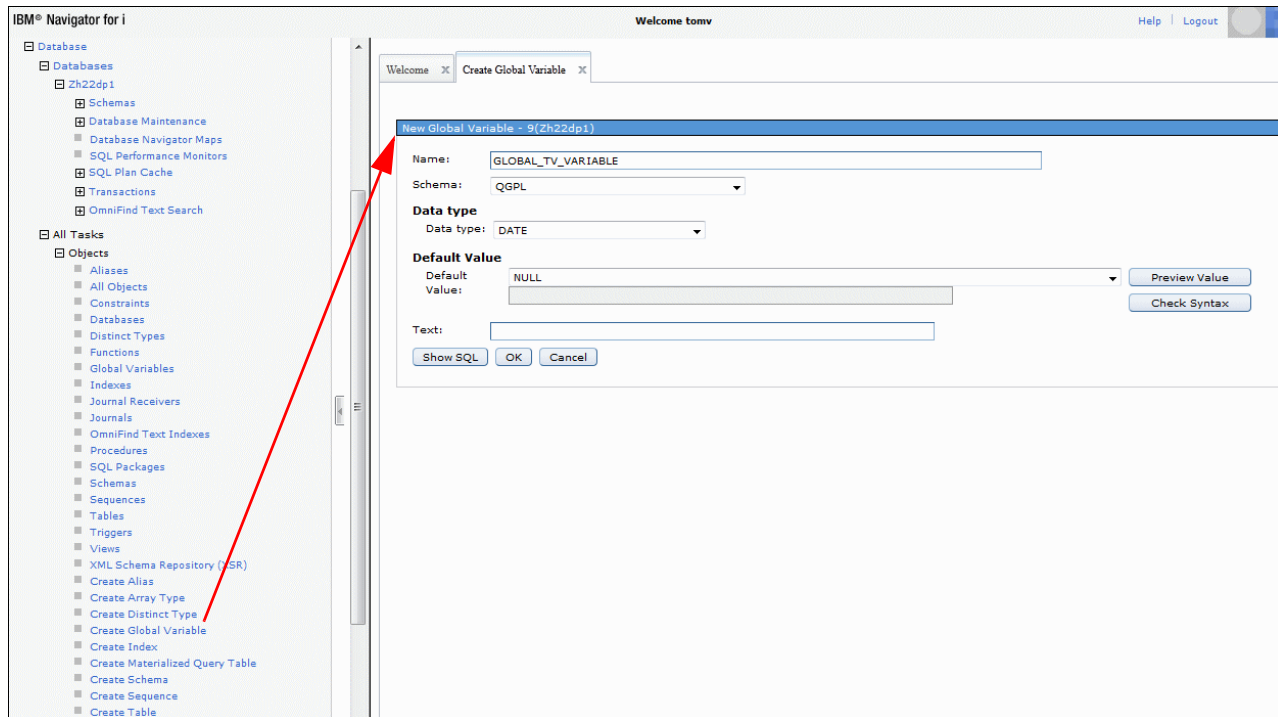 IBM® Navigator for i
Welcome tomv
Help
Logout
Database
Databases
Zh22dp1
Schemas
Database Maintenance
Database Navigator Maps
SQL Performance Monitors
SQL Plan Cache
Transactions
OmniFind Text Search
All Tasks
Objects
Aliases
All Objects
Constraints
Databases
Distinct Types
Functions
Global Variables
Indexes
Journal Receivers
Journals
OmniFind Text Indexes
Procedures
SQL Packages
Schemas
Sequences
Tables
Triggers
Views
XML Schema Repository (XSR)
Create Alias
Create Array Type
Create Distinct Type
Create Global Variable
Create Index
Create Materialized Query Table
Create Schema
Create Sequence
Create Table
Welcome X
Create Global Variable X
New Global Variable - 9(Zh22dp1)
Name: GLOBAL_TV_VARIABLE
Schema: QGPL
Data type
Data type: DATE
Default Value
Default Value: NULL
Preview Value
Check Syntax
Text:
Show SQL
OK
Cancel